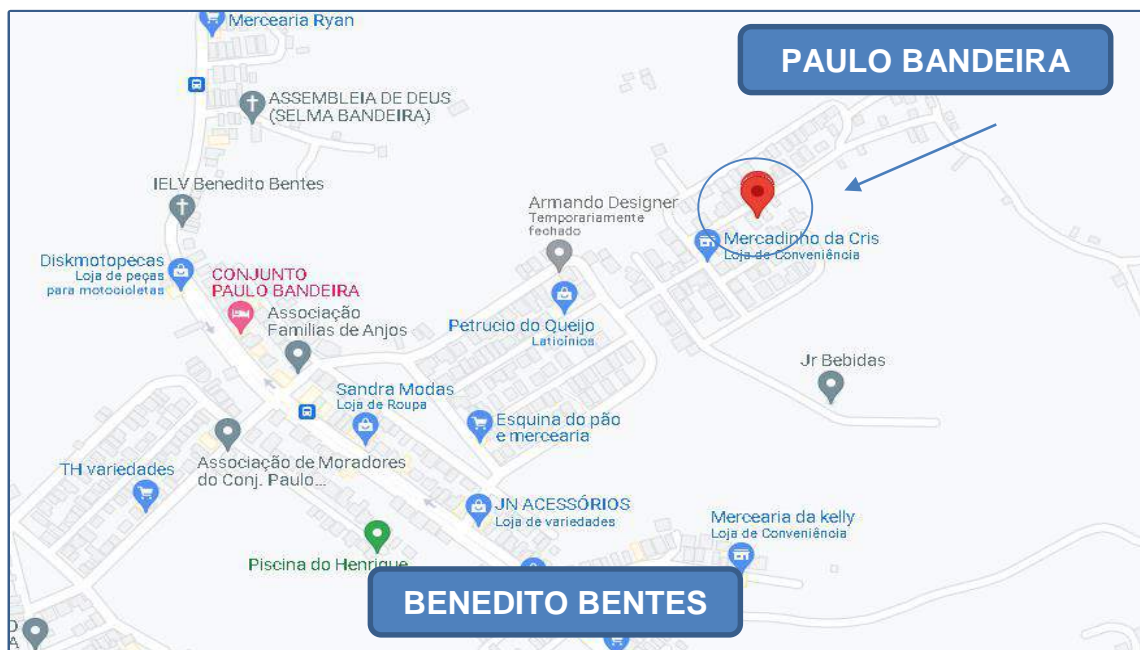 Mercearia Ryan
PAULO BANDEIRA
ASSEMBLEIA DE DEUS
(SELMA BANDEIRA)
IELV Benedito Bentes
Armando Designer
Temporariamente
fechado
Mercadinho da Cris
Loja de Conveniência
Diskmotopecas
Loja de peças
para motocicletas
CONJUNTO
PAULO BANDEIRA
Associação
Familias de Anjos
Petrucio do Queijo
Laticínios
Jr Bebidas
Sandra Modas
Loja de Roupa
Esquina do pão
e mercearia
TH variedades
Associação de Moradores
do Conj. Paulo...
JN ACESSÓRIOS
Loja de variedades
Mercearia da kelly
Loja de Conveniência
Piscina do Henrique
BENEDITO BENTES